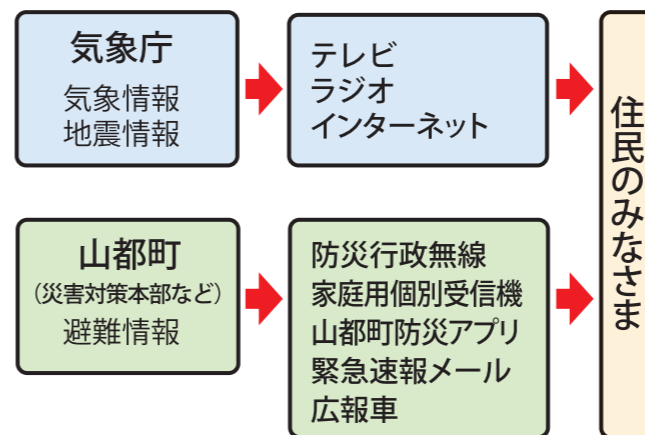 気象庁
気象情報
地震情報
テレビ
ラジオ
インターネット
山都町
（災害対策本部など）
避難情報
防災行政無線
家庭用個別受信機
山都町防災アプリ
緊急速報メール
広報車
住民のみなさま